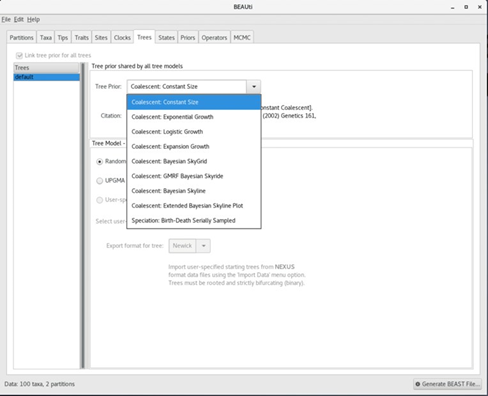 BEAUti
File Edit Help
Partitions Taxa Tips Traits Sites Clocks Trees States Priors Operators MCMC
Link tree prior for all trees
Trees
default
Tree prior shared by all tree models
Tree Prior: Coalescent: Constant Size
Coalescent: Constant Size
Citation: nstant Coalescent].
Coalescent: Exponential Growth (2002) Genetics 161,
Coalescent: Logistic Growth
Coalescent: Expansion Growth
Tree Model -
Coalescent: Bayesian SkyGrid
Random
Coalescent: GMRF Bayesian Skyride
UPGMA
Coalescent: Bayesian Skyline
User-sp
Coalescent: Extended Bayesian Skyline Plot
Select user-
Speciation: Birth-Death Serially Sampled
Export format for tree: Newick
Import user-specified starting trees from NEXUS
format data files using the 'Import Data' menu option.
Trees must be rooted and strictly bifurcating (binary).
Data: 100 taxa, 2 partitions
Generate BEAST File...